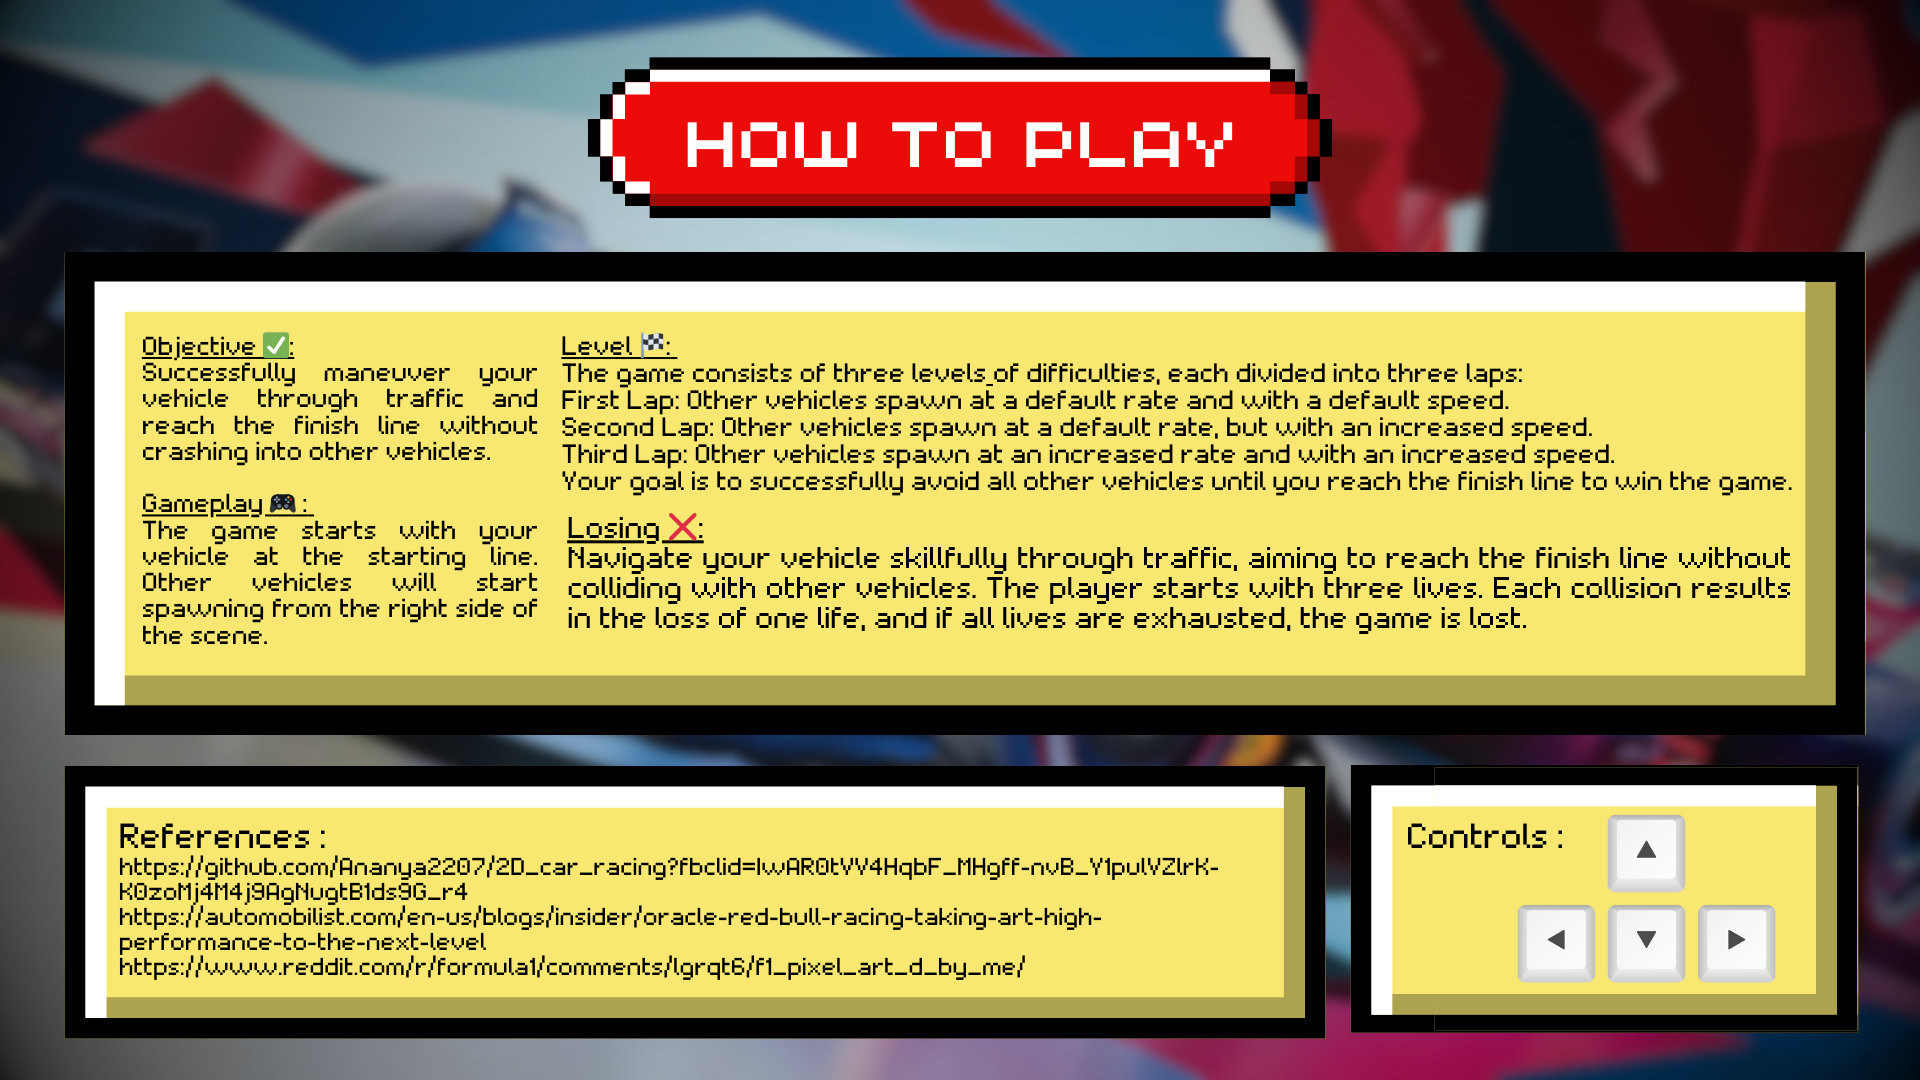 HOW TO PLAY
Objective ✅:
Successfully maneuver your
vehicle through traffic and
reach the finish line without
crashing into other vehicles.
Gameplay 🎮 :
The game starts with your
vehicle at the starting line.
Other vehicles will start
spawning from the right side of
the scene.
Level 🏁:
The game consists of three levels of difficulties, each divided into three laps:
First Lap: Other vehicles spawn at a default rate and with a default speed.
Second Lap: Other vehicles spawn at a default rate, but with an increased speed.
Third Lap: Other vehicles spawn at an increased rate and with an increased speed.
Your goal is to successfully avoid all other vehicles until you reach the finish line to win the game.
Losing ❌:
Navigate your vehicle skillfully through traffic, aiming to reach the finish line without
colliding with other vehicles. The player starts with three lives. Each collision results
in the loss of one life, and if all lives are exhausted, the game is lost.
References :
https://github.com/Ananya2207/2D_car_racing?fbclid=IwAR0tVV4HqbF_MHgff-nvB_Y1pulVZlrK-
K0zoMj4M4j9AgNugtB1ds9G_r4
https://automobilist.com/en-us/blogs/insider/oracle-red-bull-racing-taking-art-high-
performance-to-the-next-level
https://www.reddit.com/r/formula1/comments/lgrqt6/f1_pixel_art_d_by_me/
Controls :
▲
◀ ▼ ▶